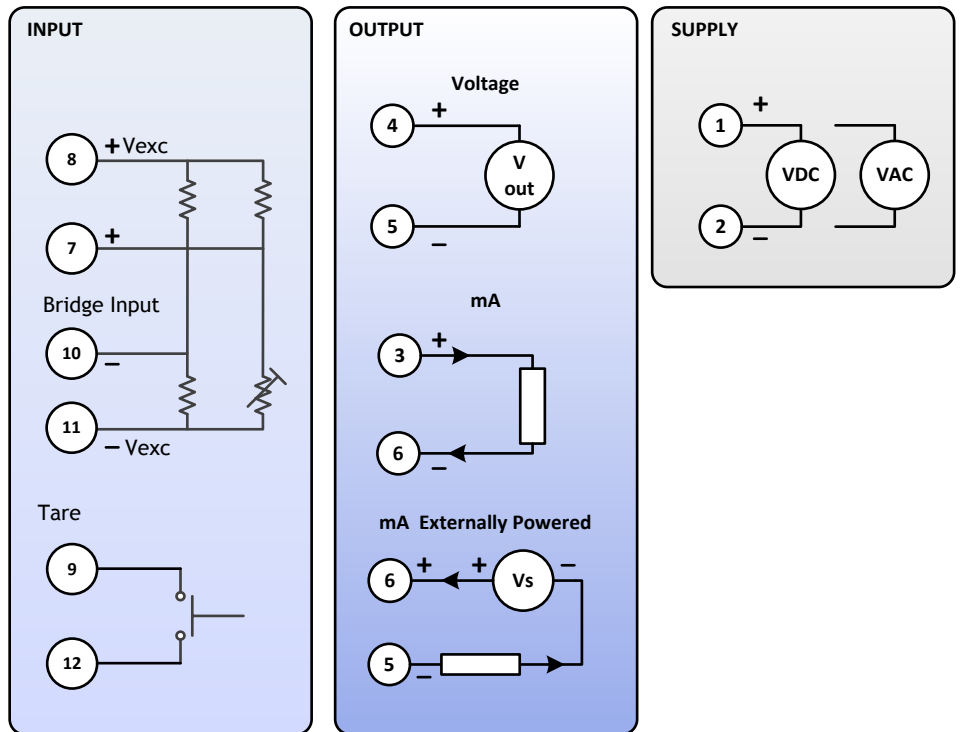 INPUT
8
+ Vexc
7
+
Bridge Input
10
−
11
− Vexc
Tare
9
12
OUTPUT
Voltage
4
+
V
out
5
−
mA
3
+
6
−
mA Externally Powered
6
+
+
Vs
−
5
−
SUPPLY
1
+
VDC
VAC
2
−